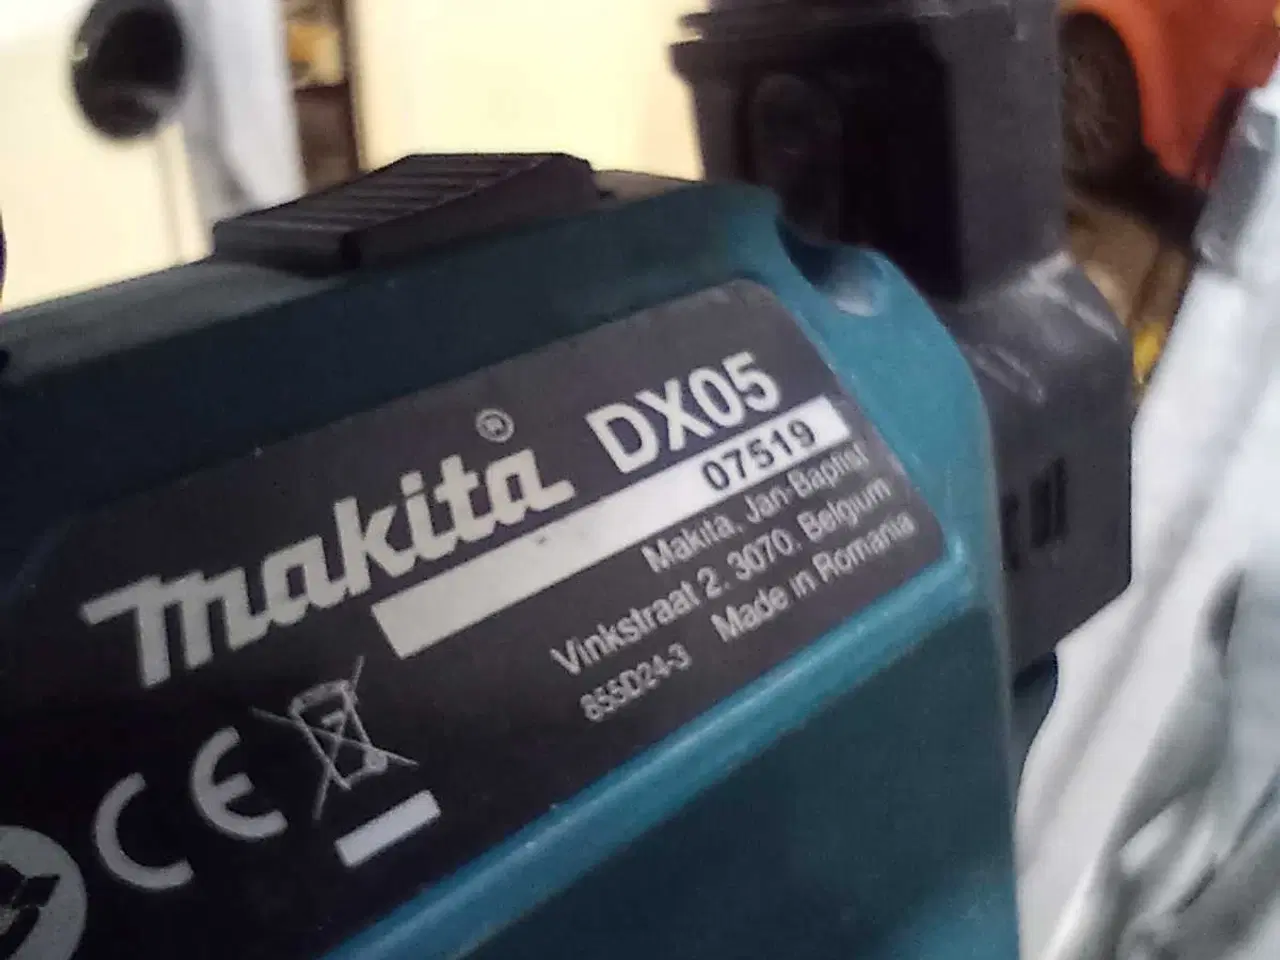 makita® DX05
07519
Makita, Jan-Baptist
Vinkstraat 2, 3070, Belgium
855D24-3 Made in Romania
CE